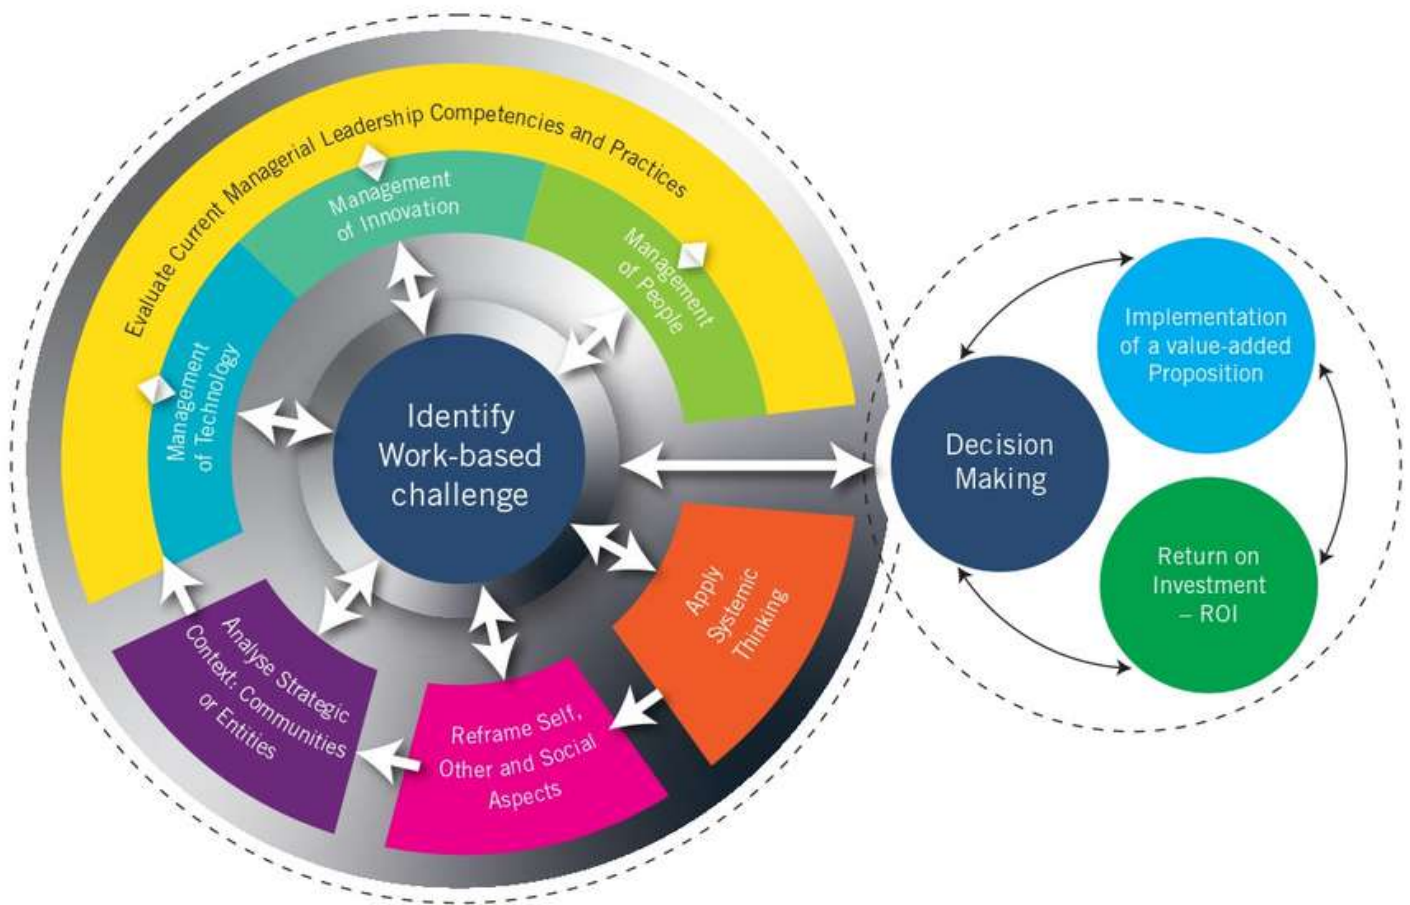 Evaluate Current Managerial Leadership Competencies and Practices
Management
of Innovation
Management
of People
Management
of Technology
Identify
Work-based
challenge
Apply
Systemic
Thinking
Reframe Self,
Other and Social
Aspects
Analyse Strategic
Context: Communities
or Entities
Decision
Making
Implementation
of a value-added
Proposition
Return on
Investment
– ROI